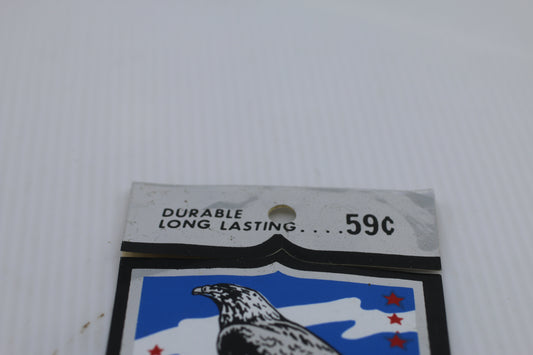 DURABLE
LONG LASTING....59¢